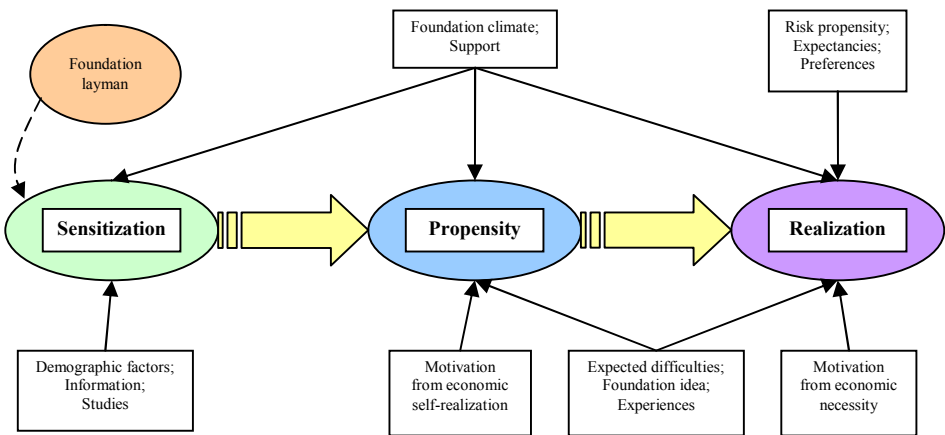 Foundation climate;
Support
Risk propensity;
Expectancies;
Preferences
Foundation
layman
Sensitization
Propensity
Realization
Demographic factors;
Information;
Studies
Motivation
from economic
self-realization
Expected difficulties;
Foundation idea;
Experiences
Motivation
from economic
necessity